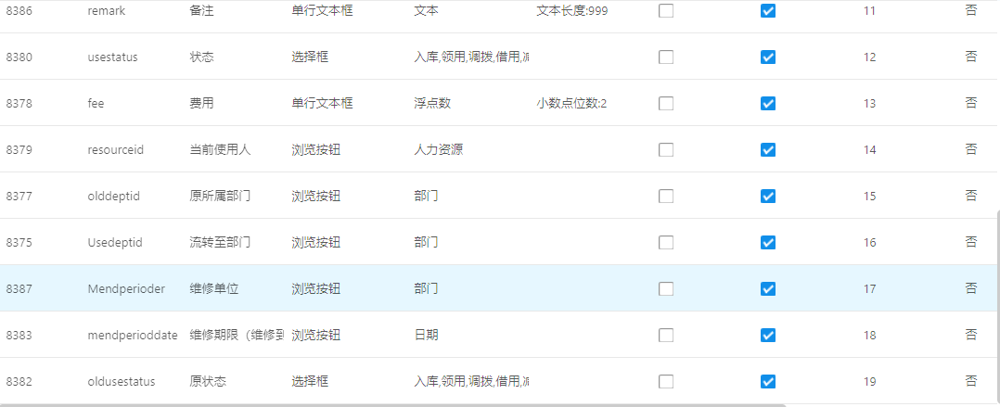 8386 remark 备注 单行文本框 文本 文本长度:999 11 否
8380 usestatus 状态 选择框 入库,领用,调拨,借用, 12 否
8378 fee 费用 单行文本框 浮点数 小数点位数:2 13 否
8379 resourceid 当前使用人 浏览按钮 人力资源 14 否
8377 olddeptid 原所属部门 浏览按钮 部门 15 否
8375 Usedeptid 流转至部门 浏览按钮 部门 16 否
8387 Mendperioder 维修单位 浏览按钮 部门 17 否
8383 mendperioddate 维修期限（维修到 浏览按钮 日期 18 否
8382 oldusestatus 原状态 选择框 入库,领用,调拨,借用, 19 否